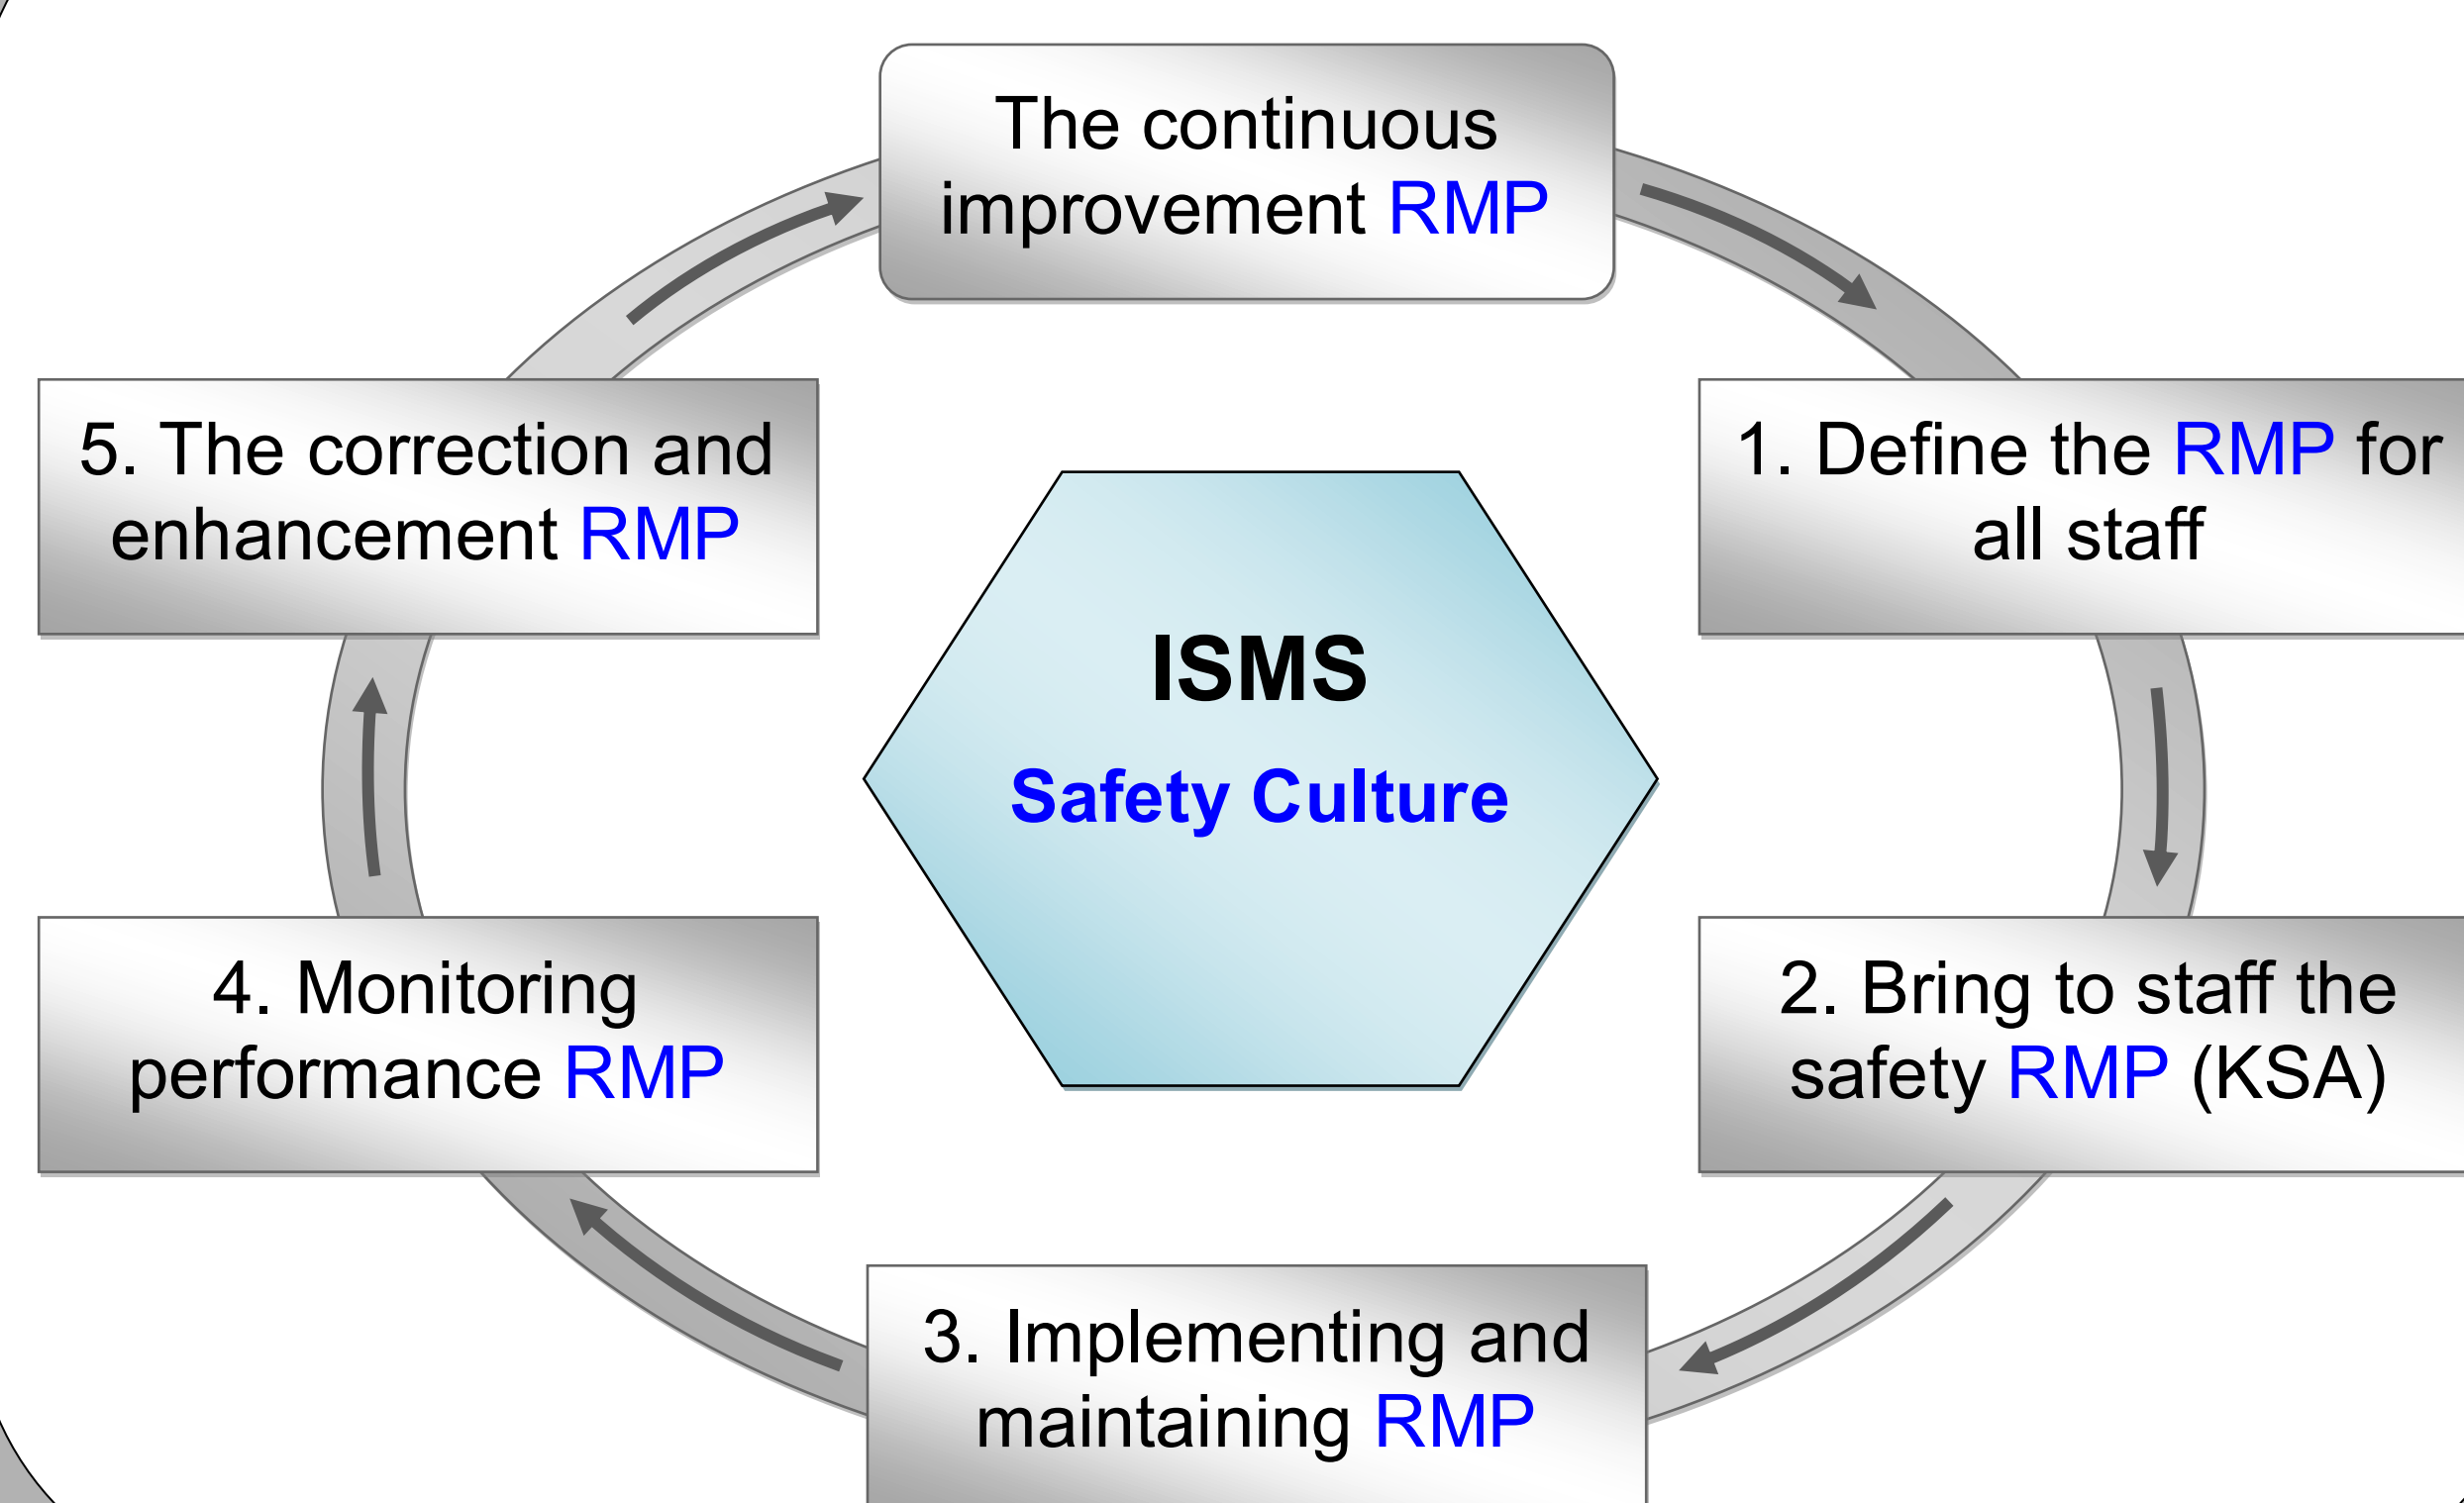 The continuous
improvement RMP
5. The correction and
enhancement RMP
1. Define the RMP for
all staff
ISMS
Safety Culture
4. Monitoring
performance RMP
2. Bring to staff the
safety RMP (KSA)
3. Implementing and
maintaining RMP